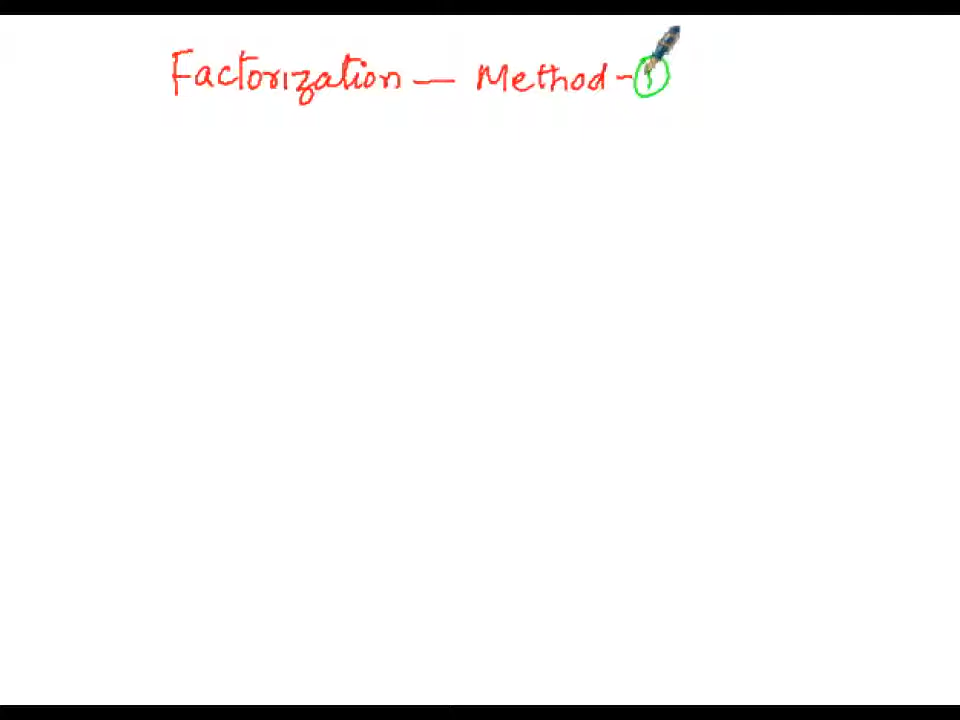 Factorization — Method - 1